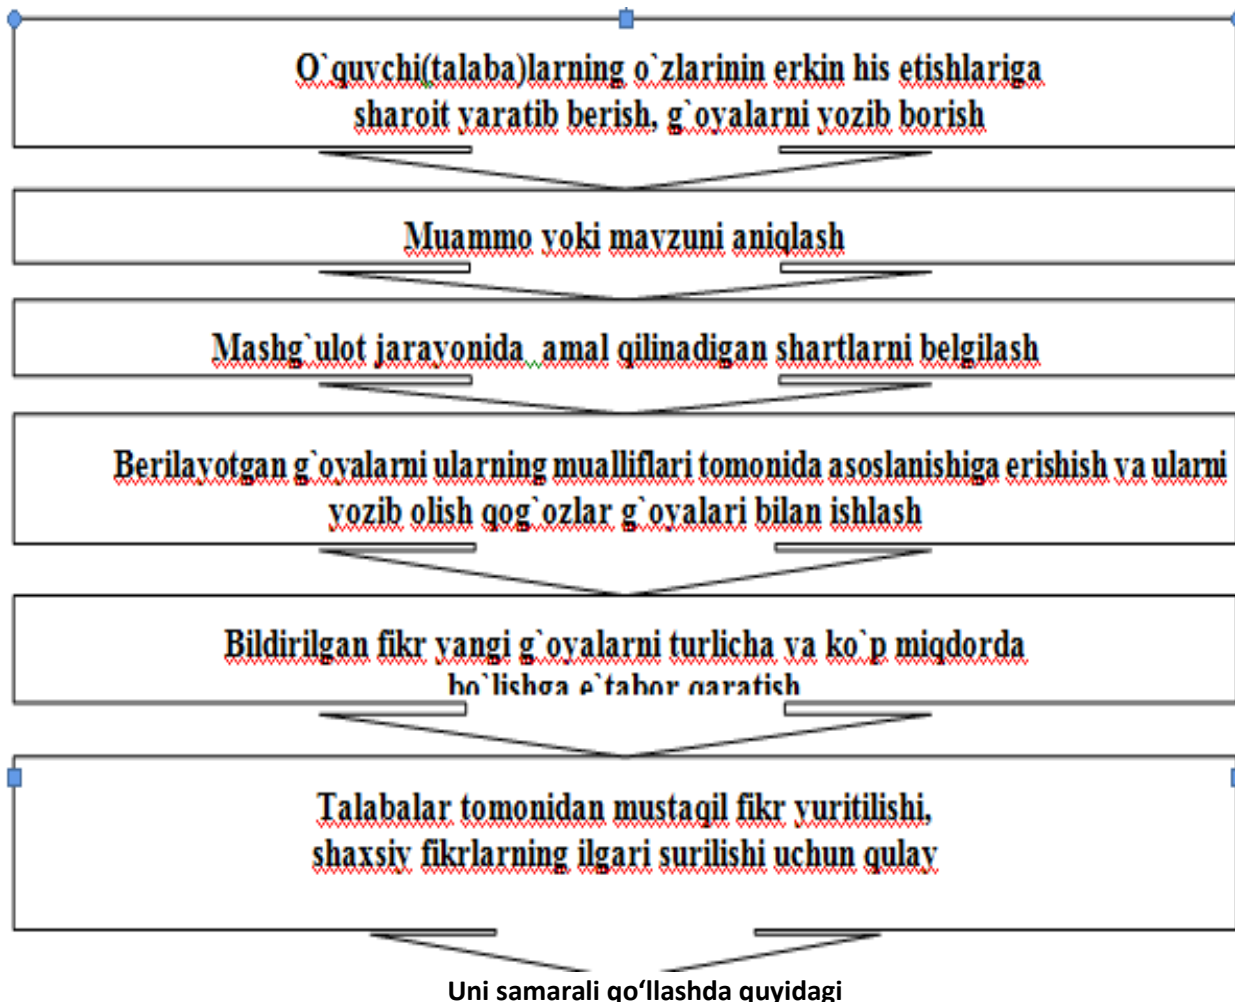 O`quvchi(talaba)larning o`zlarinin erkin his etishlariga
sharoit yaratib berish, g`oyalarni yozib borish
Muammo yoki mavzuni aniqlash
Mashg`ulot jarayonida amal qilinadigan shartlarni belgilash
Berilayotgan g`oyalarni ularning mualliflari tomonida asoslanishiga erishish va ularni
yozib olish qog`ozlar g`oyalari bilan ishlash
Bildirilgan fikr yangi g`oyalarni turlicha va ko`p miqdorda
bo`lishga e`tabor qaratish
Talabalar tomonidan mustaqil fikr yuritilishi,
shaxsiy fikrlarning ilgari surilishi uchun qulay
Uni samarali qo‘llashda quyidagi